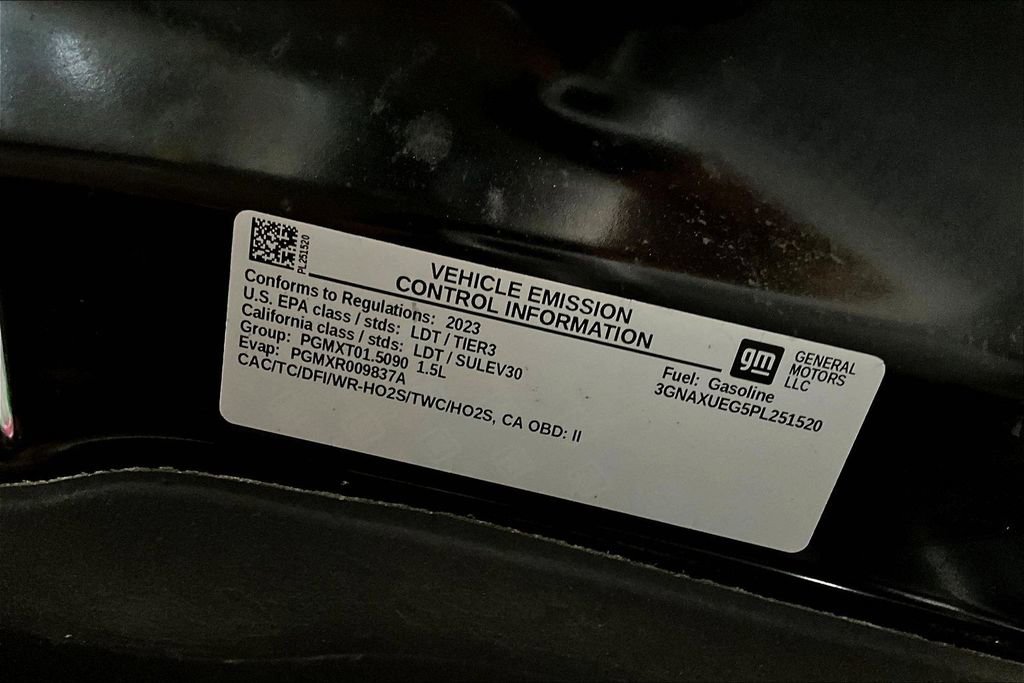 PL251520
VEHICLE EMISSION
CONTROL INFORMATION
Conforms to Regulations: 2023
U.S. EPA class / stds: LDT / TIER3
California class / stds: LDT / SULEV30
Group: PGMXT01.5090 1.5L
Evap: PGMXR009837A
CAC/TC/DFI/WR-HO2S/TWC/HO2S, CA OBD: II
gm
GENERAL
MOTORS
LLC
Fuel: Gasoline
3GNAXUEG5PL251520